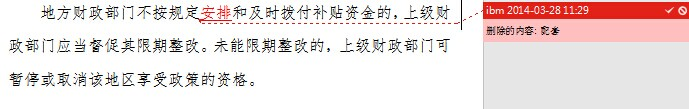 地方财政部门不按规定安排和及时拨付补贴资金的，上级财
政部门应当督促其限期整改。未能限期整改的，上级财政部门可
暂停或取消该地区享受政策的资格。
ibm 2014-03-28 11:29
删除的内容: